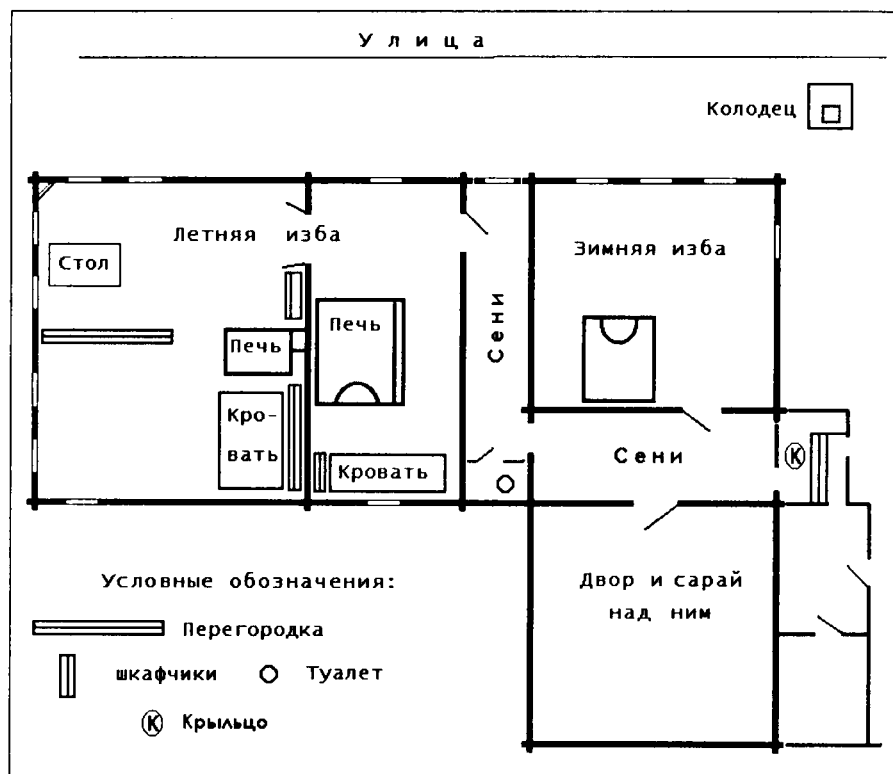 Улица
Колодец
Летняя изба
Зимняя изба
Стол
Сени
Печь
Печь
Кро-
вать
Кровать
Сени
К
Двор и сарай
над ним
Условные обозначения:
Перегородка
шкафчики
Туалет
К Крыльцо